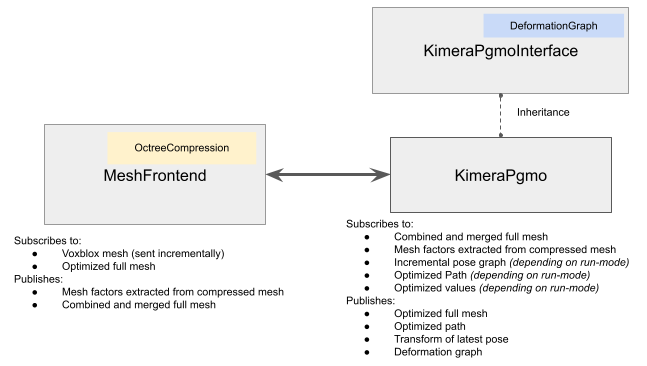 DeformationGraph
KimeraPgmoInterface
Inheritance
OctreeCompression
MeshFrontend
KimeraPgmo
Subscribes to:
● Voxblox mesh (sent incrementally)
● Optimized full mesh
Publishes:
● Mesh factors extracted from compressed mesh
● Combined and merged full mesh
Subscribes to:
● Combined and merged full mesh
● Mesh factors extracted from compressed mesh
● Incremental pose graph (depending on run-mode)
● Optimized Path (depending on run-mode)
● Optimized values (depending on run-mode)
Publishes:
● Optimized full mesh
● Optimized path
● Transform of latest pose
● Deformation graph